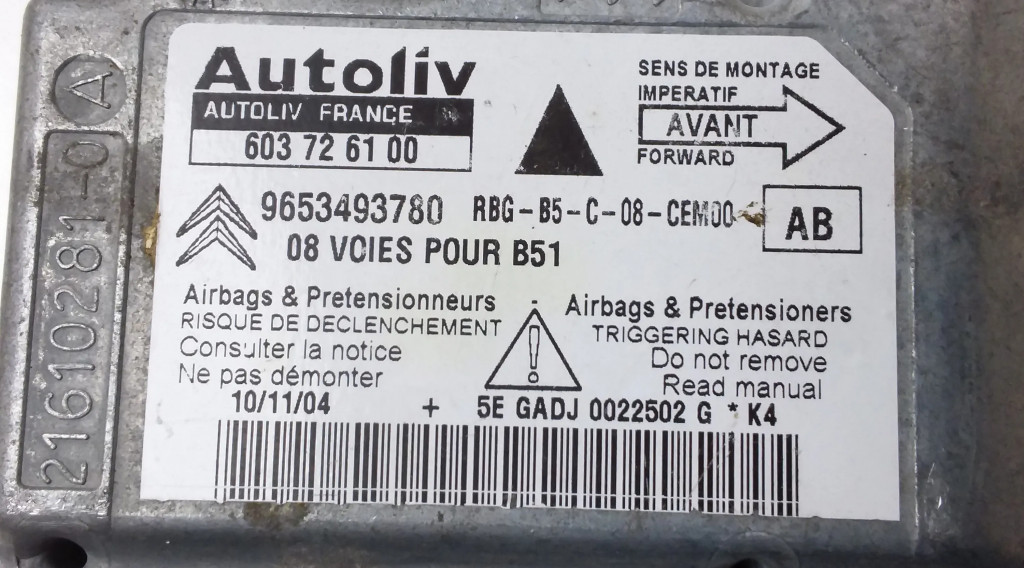 Autoliv
AUTOLIV FRANCE
603 72 61 00
SENS DE MONTAGE
IMPERATIF
AVANT
FORWARD
9653493780 RBG-B5-C-08-CEM00
AB
08 VOIES POUR B51
Airbags & Pretensionneurs
RISQUE DE DECLENCHEMENT
Consulter la notice
Ne pas démonter
Airbags & Pretensioners
TRIGGERING HASARD
Do not remove
Read manual
10/11/04 + 5E GADJ 0022502 G * K4
A
21610281-0